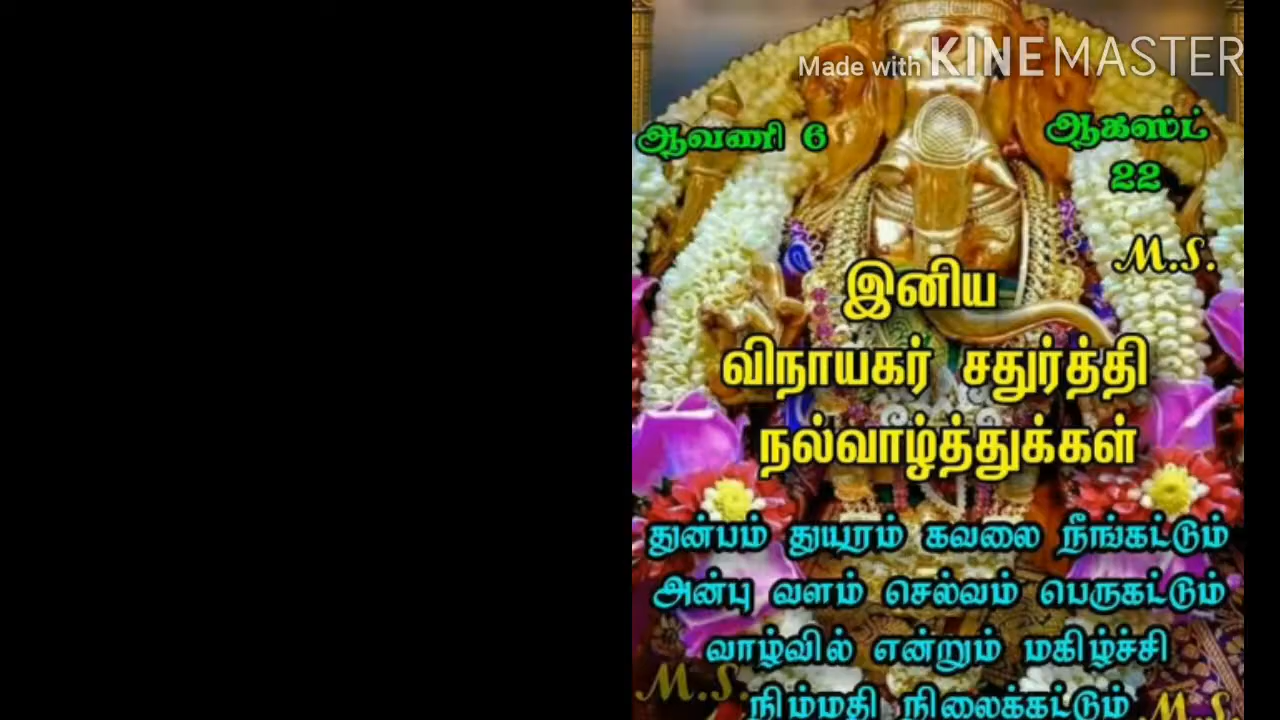 Made with KINEMASTER
ஆவணி 6
ஆகஸ்ட்
22
M.S.
இனிய
விநாயகர் சதுர்த்தி
நல்வாழ்த்துக்கள்
துன்பம் துயரம் கவலை நீங்கட்டும்
அன்பு வளம் செல்வம் பெருகட்டும்
வாழ்வில் என்றும் மகிழ்ச்சி
நிம்மதி நிலைக்கட்டும்
M.S.
M.S